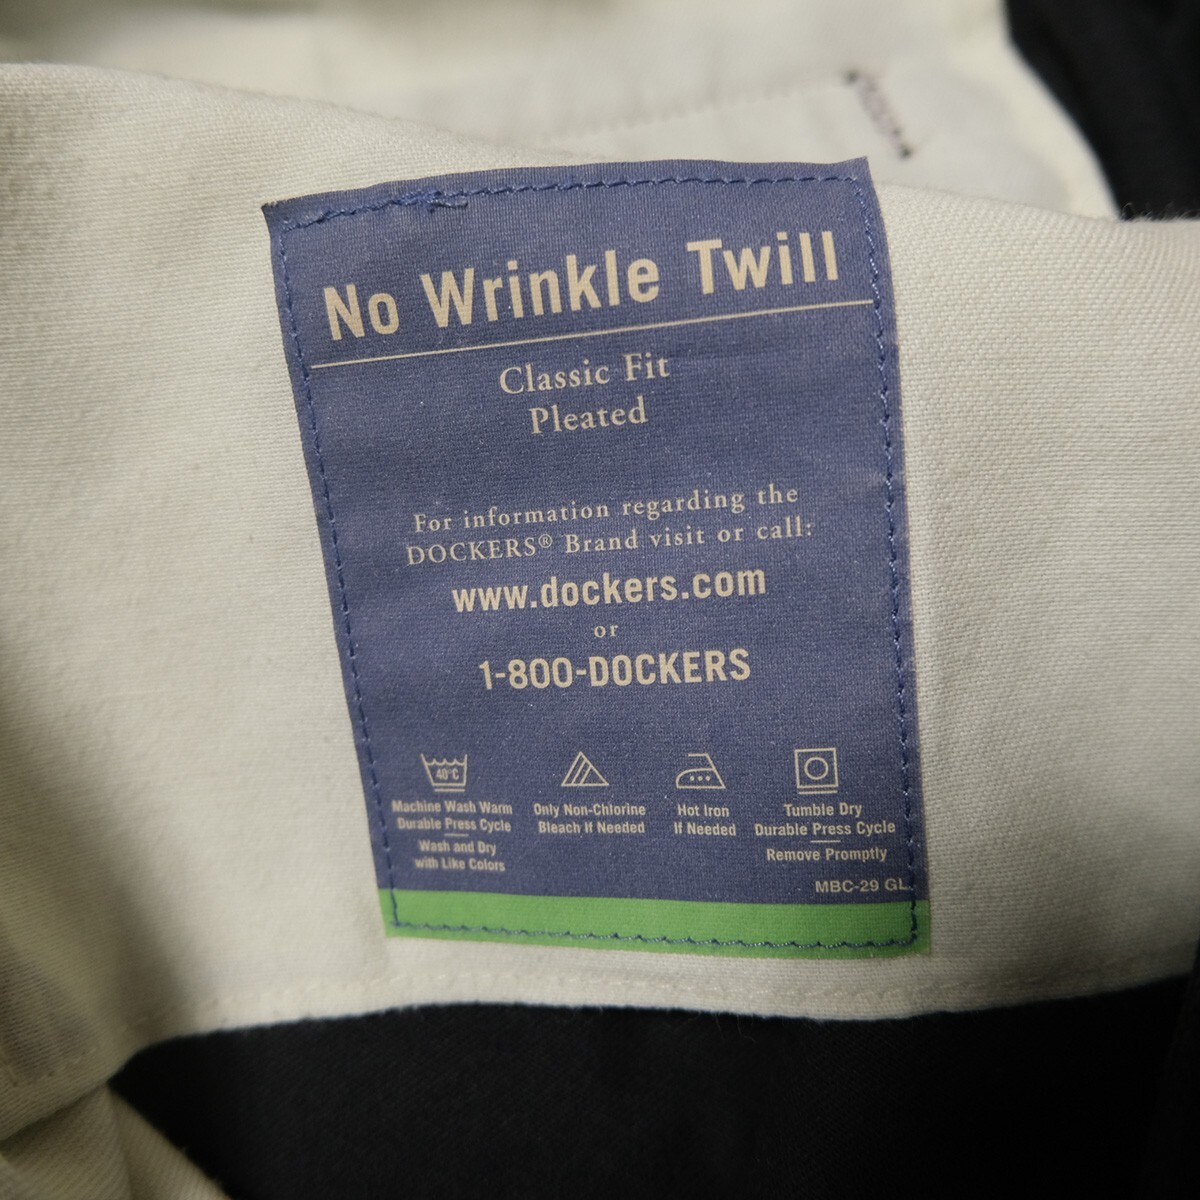 No Wrinkle Twill
Classic Fit
Pleated
For information regarding the
DOCKERS® Brand visit or call:
www.dockers.com
or
1-800-DOCKERS
40°C
Machine Wash Warm
Durable Press Cycle
Wash and Dry
with Like Colors
Only Non-Chlorine
Bleach If Needed
Hot Iron
If Needed
Tumble Dry
Durable Press Cycle
Remove Promptly
MBC-29 GL